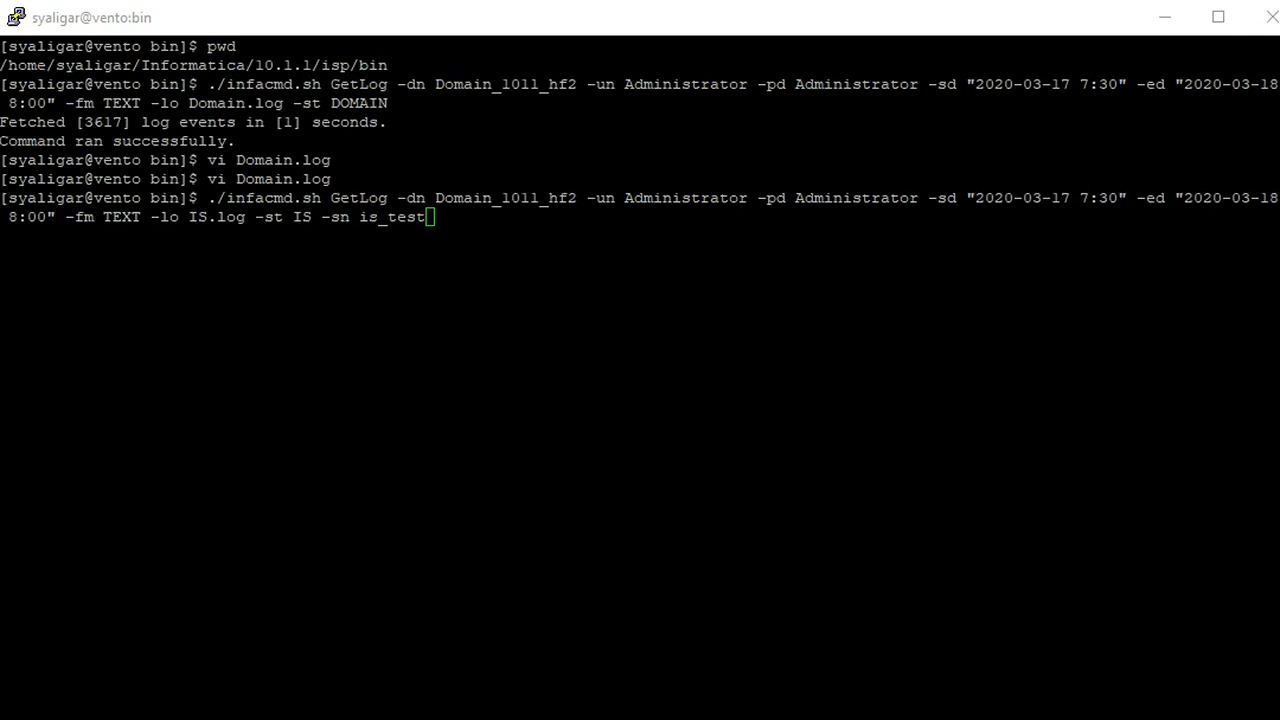 syaligar@vento:bin
[syaligar@vento bin]$ pwd
/home/syaligar/Informatica/10.1.1/isp/bin
[syaligar@vento bin]$ ./infacmd.sh GetLog -dn Domain_1011_hf2 -un Administrator -pd Administrator -sd "2020-03-17 7:30" -ed "2020-03-18
 8:00" -fm TEXT -lo Domain.log -st DOMAIN
Fetched [3617] log events in [1] seconds.
Command ran successfully.
[syaligar@vento bin]$ vi Domain.log
[syaligar@vento bin]$ vi Domain.log
[syaligar@vento bin]$ ./infacmd.sh GetLog -dn Domain_1011_hf2 -un Administrator -pd Administrator -sd "2020-03-17 7:30" -ed "2020-03-18
 8:00" -fm TEXT -lo IS.log -st IS -sn is_test